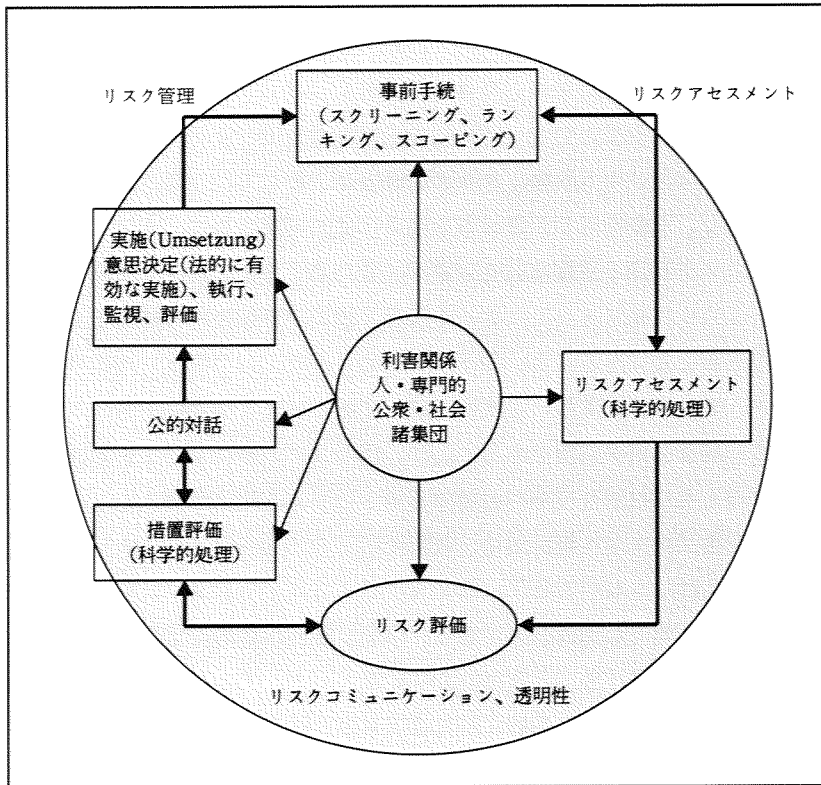 リスク管理
事前手続
(スクリーニング、ラン
キング、スコーピング)
リスクアセスメント
実施(Umsetzung)
意思決定(法的に有
効な実施)、執行、
監視、評価
利害関係
人・専門的
公衆・社会
諸集団
リスクアセスメント
(科学的処理)
公的対話
措置評価
(科学的処理)
リスク評価
リスクコミュニケーション、透明性